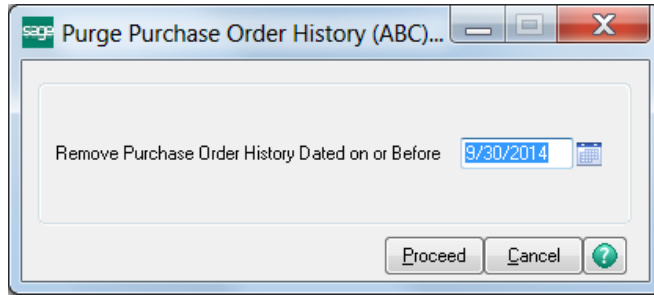 sage Purge Purchase Order History (ABC)...
Remove Purchase Order History Dated on or Before 9/30/2014
Proceed Cancel ?